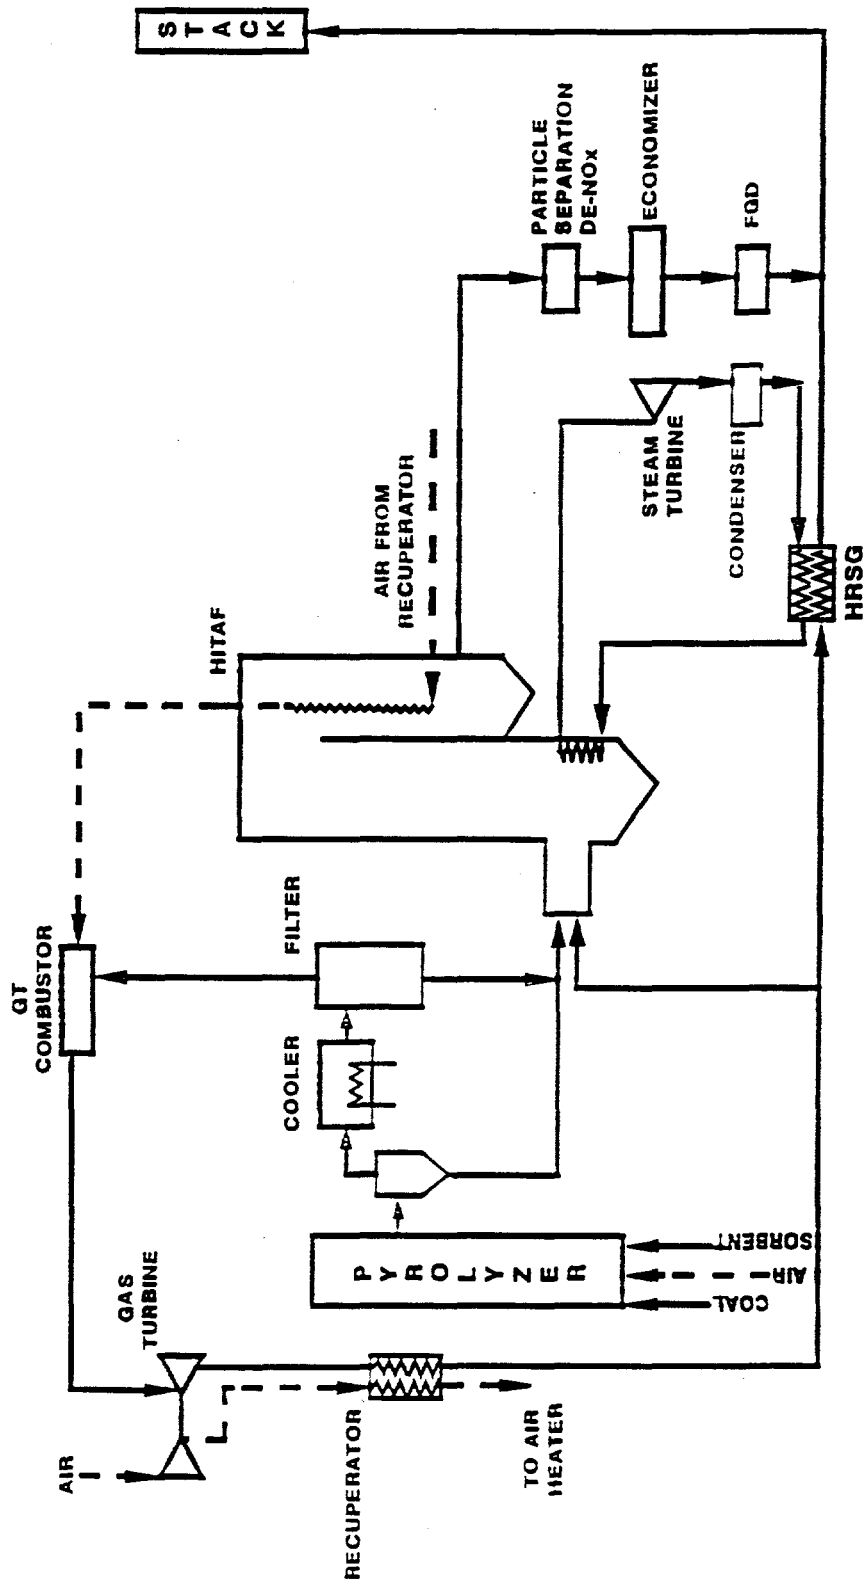 AIR
GAS
TURBINE
GT
COMBUSTOR
HITAF
STACK
RECUPERATOR
TO AIR
HEATER
PYROLYZER
COAL
AIR
SORBENT
COOLER
FILTER
AIR FROM
RECUPERATOR
PARTICLE
SEPARATION
DE-NOx
ECONOMIZER
FGD
STEAM
TURBINE
CONDENSER
HRSG